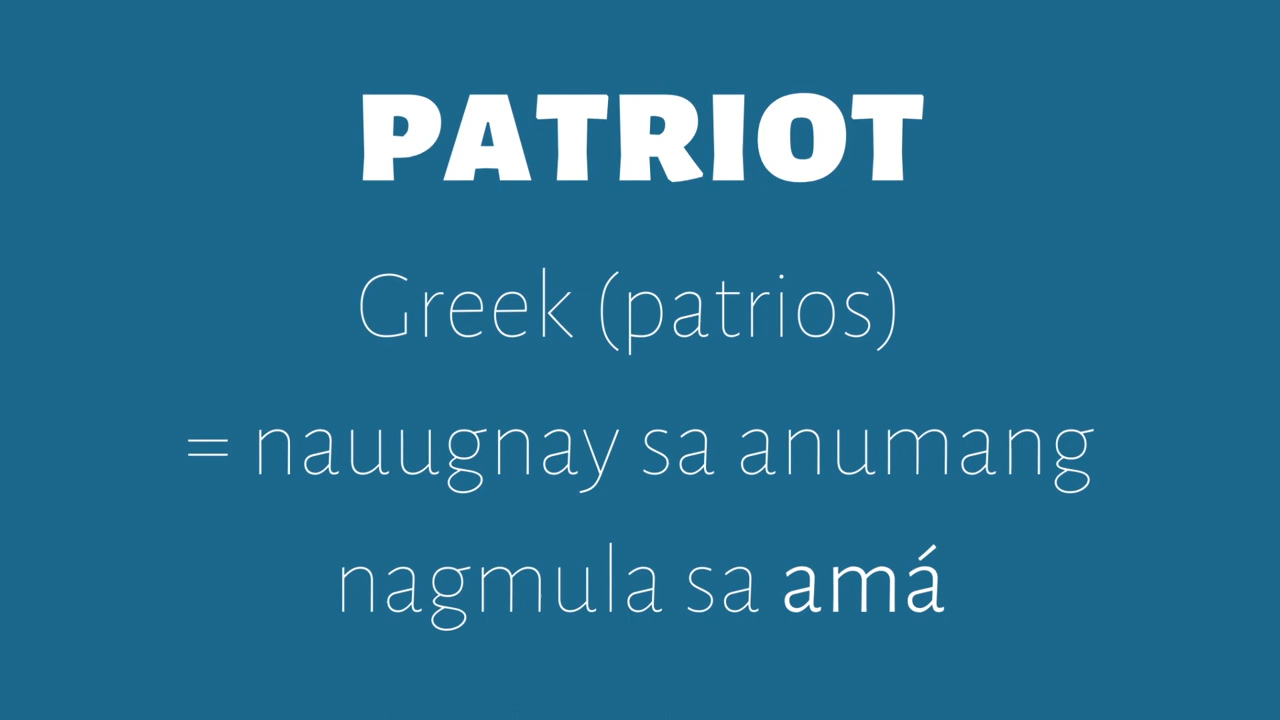 PATRIOT
Greek (patrios)
= nauugnay sa anumang
nagmula sa amá